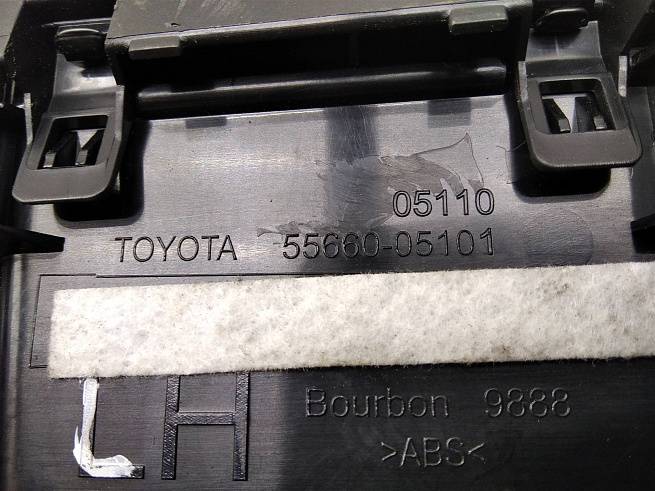 05110
TOYOTA 55660-05101
LH Bourbon 9888
>ABS<